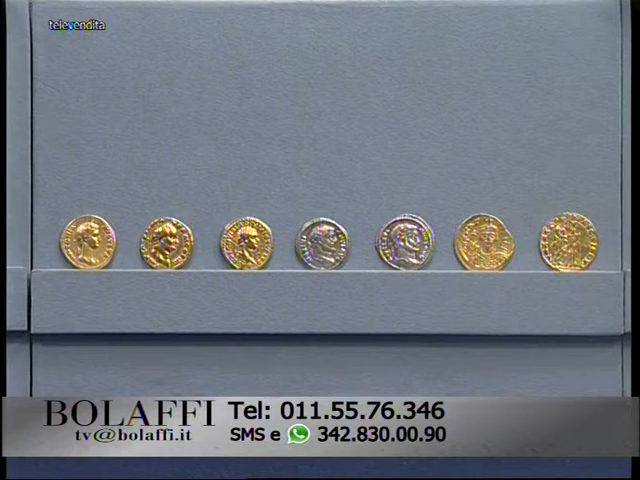 televendita
BOLAFFI
tv@bolaffi.it
Tel: 011.55.76.346
SMS e 342.830.00.90